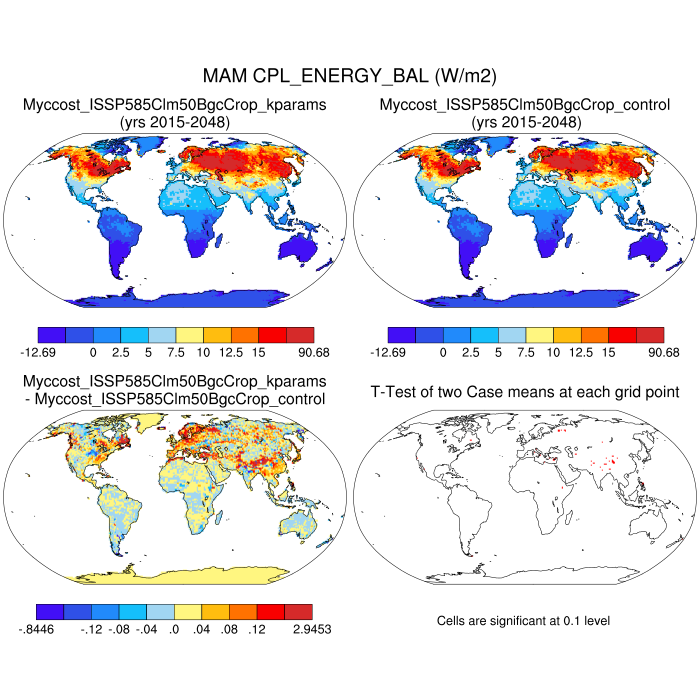 MAM CPL_ENERGY_BAL (W/m2)
Myccost_ISSP585Clm50BgcCrop_kparams
(yrs 2015-2048)
Myccost_ISSP585Clm50BgcCrop_control
(yrs 2015-2048)
-12.69 0 2.5 5 7.5 10 12.5 15 90.68
-12.69 0 2.5 5 7.5 10 12.5 15 90.68
Myccost_ISSP585Clm50BgcCrop_kparams
- Myccost_ISSP585Clm50BgcCrop_control
T-Test of two Case means at each grid point
-.8446 -.12 -.08 -.04 .0 .04 .08 .12 2.9453
Cells are significant at 0.1 level